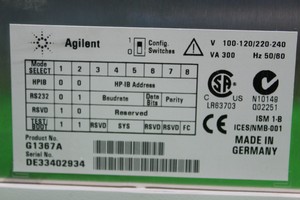 Agilent
1
0
Config.
Switches
V 100-120/220-240
VA 300 Hz 50/60
Mode
SELECT 1 2 3 4 5 6 7 8
HPIB 0 0 HP-IB Address
RS232 0 1 Baudrate Data Bits Parity
RSVD 1 0 Reserved
TEST/
BOOT 1 1 RSVD SYS RSVD RSVD FC
Product No.
G1367A
Serial No.
DE33402934
LR63703
N10149
Q02251
ISM 1-B
ICES/NMB-001
MADE IN
GERMANY